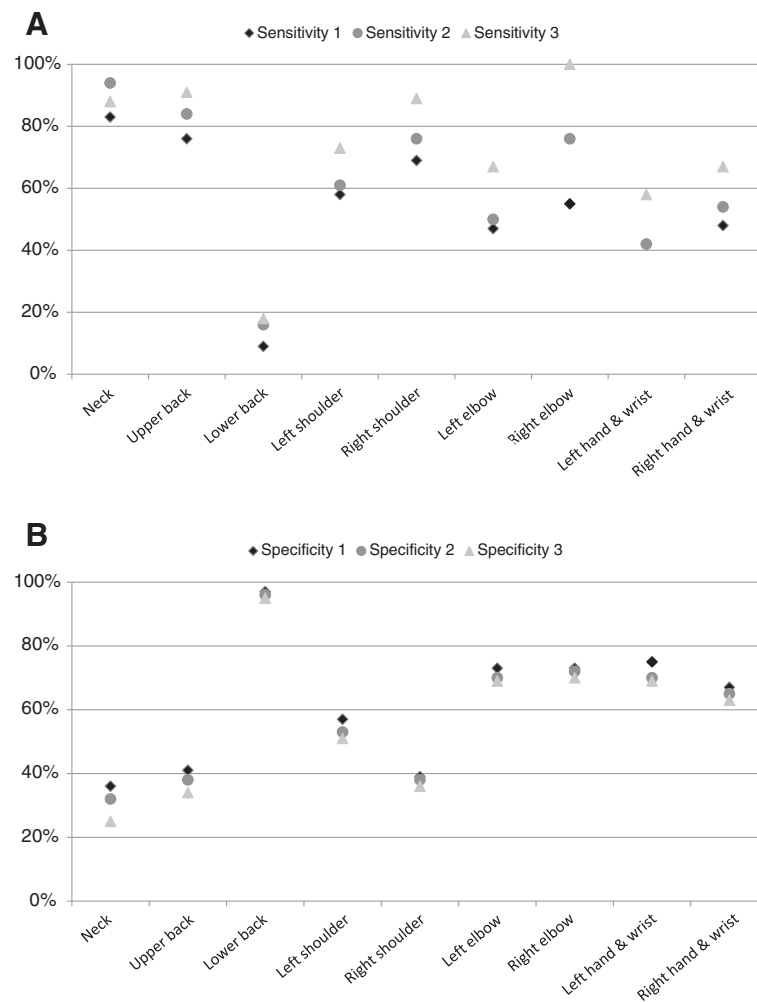 A
Sensitivity 1 Sensitivity 2 Sensitivity 3
100%
80%
60%
40%
20%
0%
Neck
Upper back
Lower back
Left shoulder
Right shoulder
Left elbow
Right elbow
Left hand & wrist
Right hand & wrist
B
Specificity 1 Specificity 2 Specificity 3
100%
80%
60%
40%
20%
0%
Neck
Upper back
Lower back
Left shoulder
Right shoulder
Left elbow
Right elbow
Left hand & wrist
Right hand & wrist